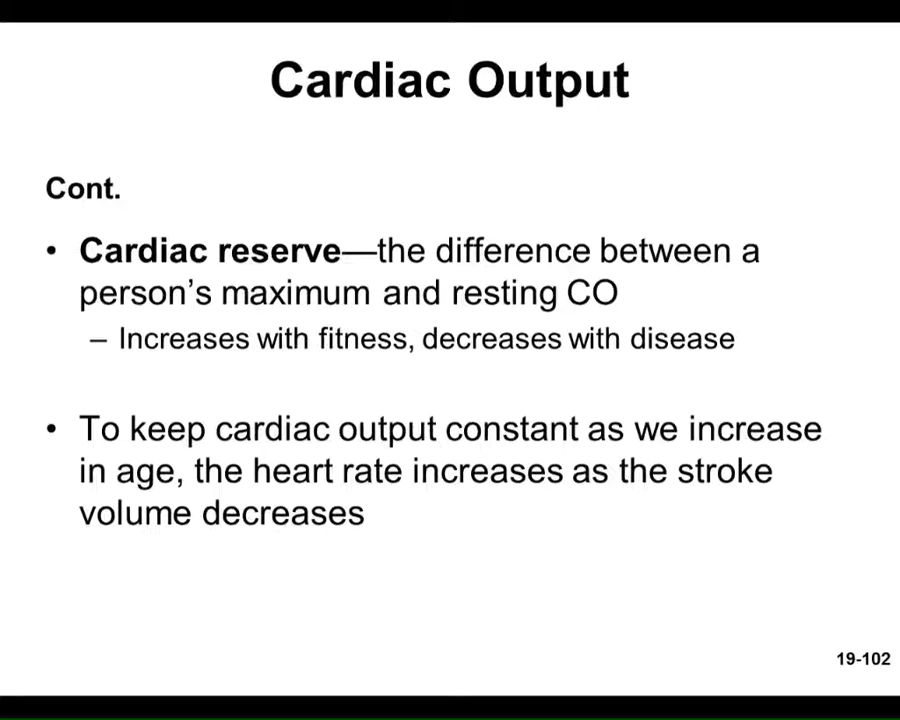 Cardiac Output
Cont.
• Cardiac reserve—the difference between a
person’s maximum and resting CO
– Increases with fitness, decreases with disease
• To keep cardiac output constant as we increase
in age, the heart rate increases as the stroke
volume decreases
19-102